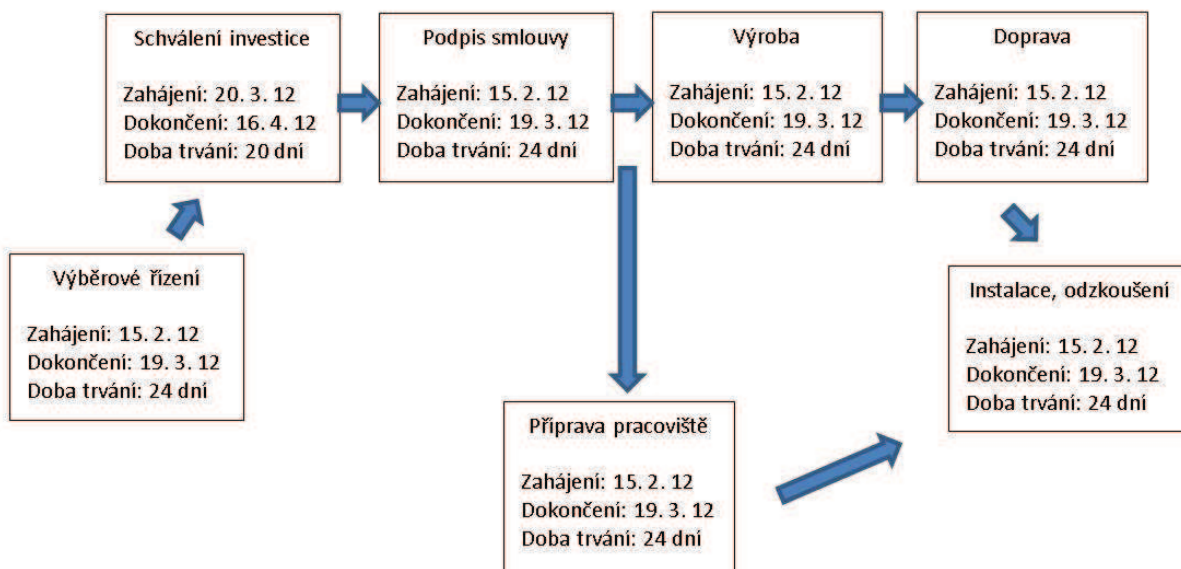 Schválení investice
Zahájení: 20. 3. 12
Dokončení: 16. 4. 12
Doba trvání: 20 dní
Podpis smlouvy
Zahájení: 15. 2. 12
Dokončení: 19. 3. 12
Doba trvání: 24 dní
Výroba
Zahájení: 15. 2. 12
Dokončení: 19. 3. 12
Doba trvání: 24 dní
Doprava
Zahájení: 15. 2. 12
Dokončení: 19. 3. 12
Doba trvání: 24 dní
Výběrové řízení
Zahájení: 15. 2. 12
Dokončení: 19. 3. 12
Doba trvání: 24 dní
Instalace, odzkoušení
Zahájení: 15. 2. 12
Dokončení: 19. 3. 12
Doba trvání: 24 dní
Příprava pracoviště
Zahájení: 15. 2. 12
Dokončení: 19. 3. 12
Doba trvání: 24 dní